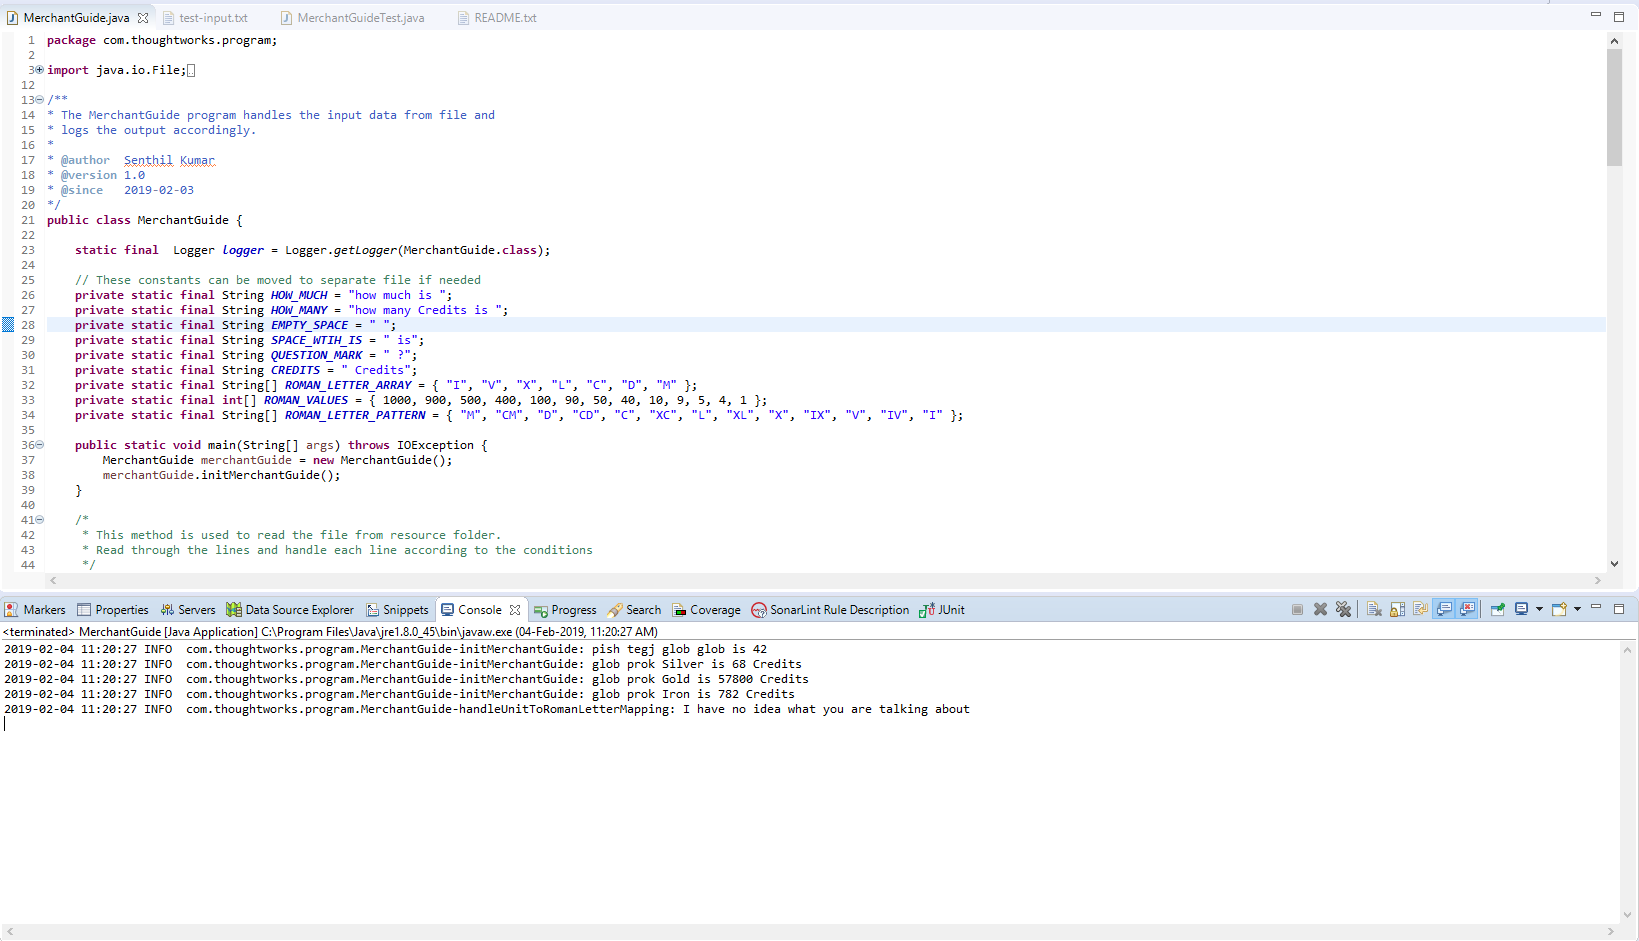 MerchantGuide.java test-input.txt MerchantGuideTest.java README.txt
1 package com.thoughtworks.program;
2
3 import java.io.File;
12
13 /**
14 * The MerchantGuide program handles the input data from file and
15 * logs the output accordingly.
16 *
17 * @author  Senthil Kumar
18 * @version 1.0
19 * @since   2019-02-03
20 */
21 public class MerchantGuide {
22
23     static final  Logger logger = Logger.getLogger(MerchantGuide.class);
24
25     // These constants can be moved to separate file if needed
26     private static final String HOW_MUCH = "how much is ";
27     private static final String HOW_MANY = "how many Credits is ";
28     private static final String EMPTY_SPACE = " ";
29     private static final String SPACE_WTIH_IS = " is";
30     private static final String QUESTION_MARK = " ?";
31     private static final String CREDITS = " Credits";
32     private static final String[] ROMAN_LETTER_ARRAY = { "I", "V", "X", "L", "C", "D", "M" };
33     private static final int[] ROMAN_VALUES = { 1000, 900, 500, 400, 100, 90, 50, 40, 10, 9, 5, 4, 1 };
34     private static final String[] ROMAN_LETTER_PATTERN = { "M", "CM", "D", "CD", "C", "XC", "L", "XL", "X", "IX", "V", "IV", "I" };
35
36     public static void main(String[] args) throws IOException {
37         MerchantGuide merchantGuide = new MerchantGuide();
38         merchantGuide.initMerchantGuide();
39     }
40
41     /*
42      * This method is used to read the file from resource folder.
43      * Read through the lines and handle each line according to the conditions
44      */
Markers Properties Servers Data Source Explorer Snippets Console Progress Search Coverage SonarLint Rule Description JUnit
<terminated> MerchantGuide [Java Application] C:\Program Files\Java\jre1.8.0_45\bin\javaw.exe (04-Feb-2019, 11:20:27 AM)
2019-02-04 11:20:27 INFO  com.thoughtworks.program.MerchantGuide-initMerchantGuide: pish tegj glob glob is 42
2019-02-04 11:20:27 INFO  com.thoughtworks.program.MerchantGuide-initMerchantGuide: glob prok Silver is 68 Credits
2019-02-04 11:20:27 INFO  com.thoughtworks.program.MerchantGuide-initMerchantGuide: glob prok Gold is 57800 Credits
2019-02-04 11:20:27 INFO  com.thoughtworks.program.MerchantGuide-initMerchantGuide: glob prok Iron is 782 Credits
2019-02-04 11:20:27 INFO  com.thoughtworks.program.MerchantGuide-handleUnitToRomanLetterMapping: I have no idea what you are talking about